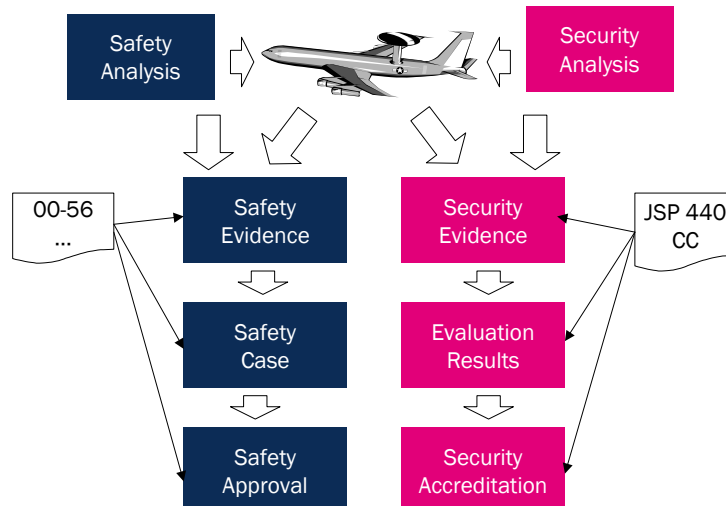 Safety
Analysis
Security
Analysis
00-56
...
Safety
Evidence
Security
Evidence
JSP 440
CC
Safety
Case
Evaluation
Results
Safety
Approval
Security
Accreditation